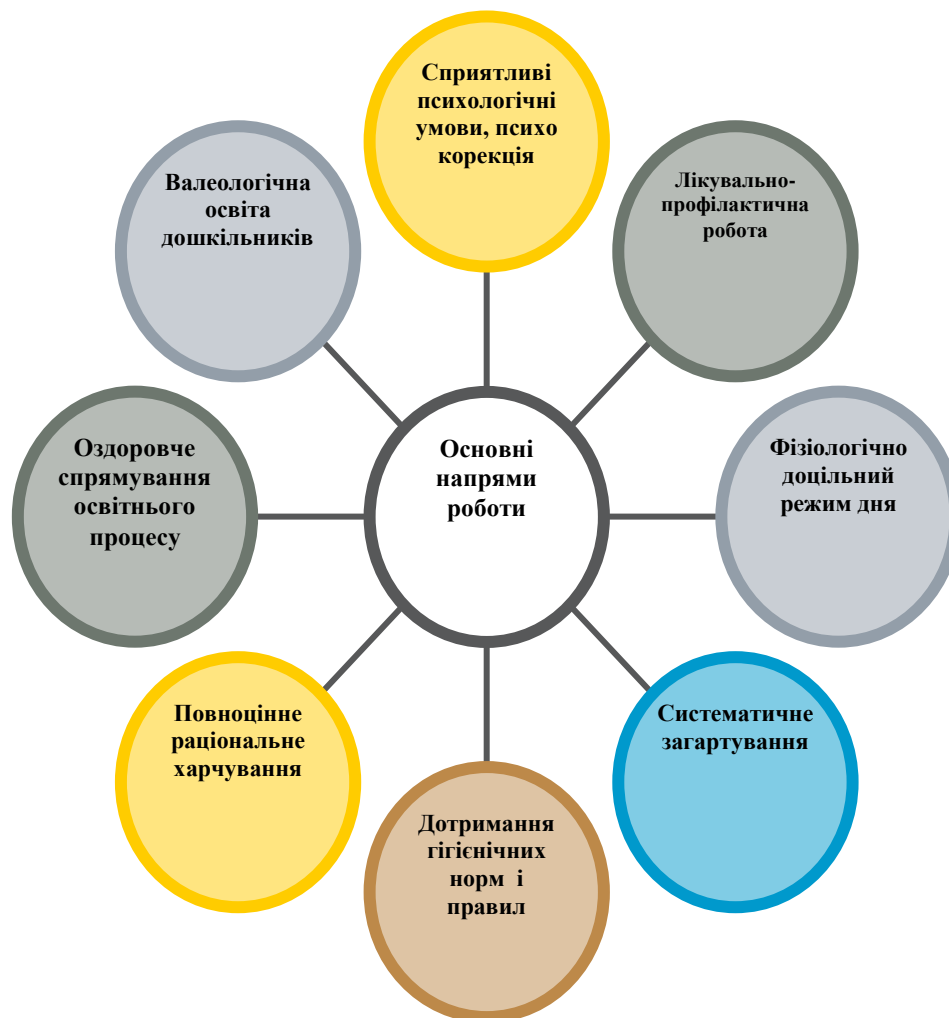 Сприятливі
психологічні
умови, психо
корекція
Лікувально-
профілактична
робота
Фізіологічно
доцільний
режим дня
Систематичне
загартування
Дотримання
гігієнічних
норм і
правил
Повноцінне
раціональне
харчування
Оздоровче
спрямування
освітнього
процесу
Валеологічна
освіта
дошкільників
Основні
напрями
роботи